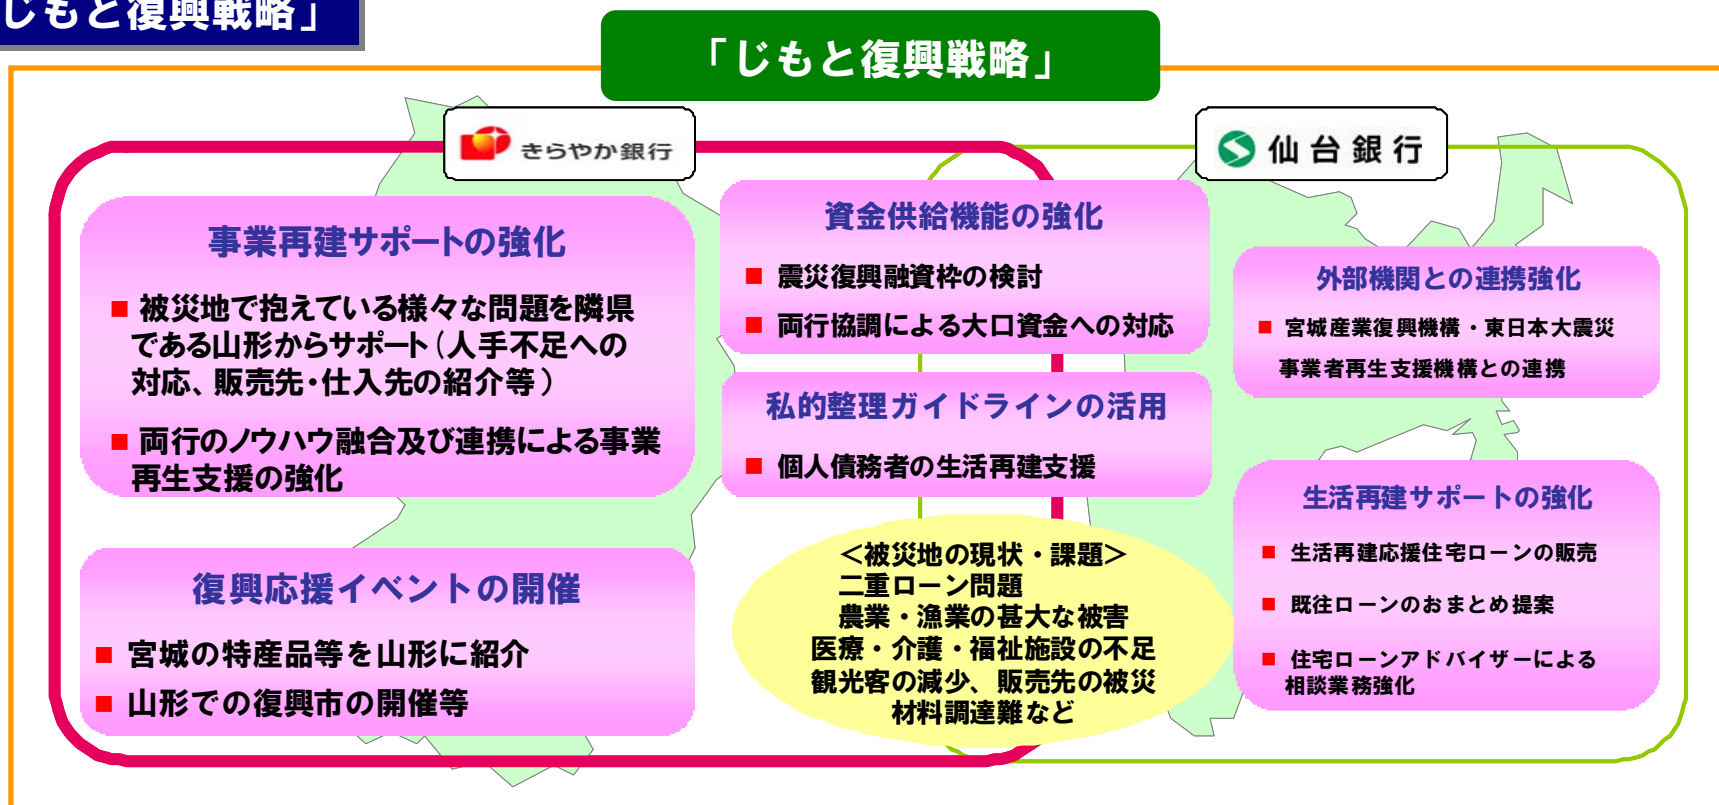 じもと復興戦略」
「じもと復興戦略」
きらやか銀行
仙台銀行
事業再建サポートの強化
■ 被災地で抱えている様々な問題を隣県
である山形からサポート（人手不足への
対応、販売先・仕入先の紹介等）
■ 両行のノウハウ融合及び連携による事業
再生支援の強化
復興応援イベントの開催
■ 宮城の特産品等を山形に紹介
■ 山形での復興市の開催等
資金供給機能の強化
■ 震災復興融資枠の検討
■ 両行協調による大口資金への対応
私的整理ガイドラインの活用
■ 個人債務者の生活再建支援
＜被災地の現状・課題＞
二重ローン問題
農業・漁業の甚大な被害
医療・介護・福祉施設の不足
観光客の減少、販売先の被災
材料調達難など
外部機関との連携強化
■ 宮城産業復興機構・東日本大震災
事業者再生支援機構との連携
生活再建サポートの強化
■ 生活再建応援住宅ローンの販売
■ 既往ローンのおまとめ提案
■ 住宅ローンアドバイザーによる
相談業務強化